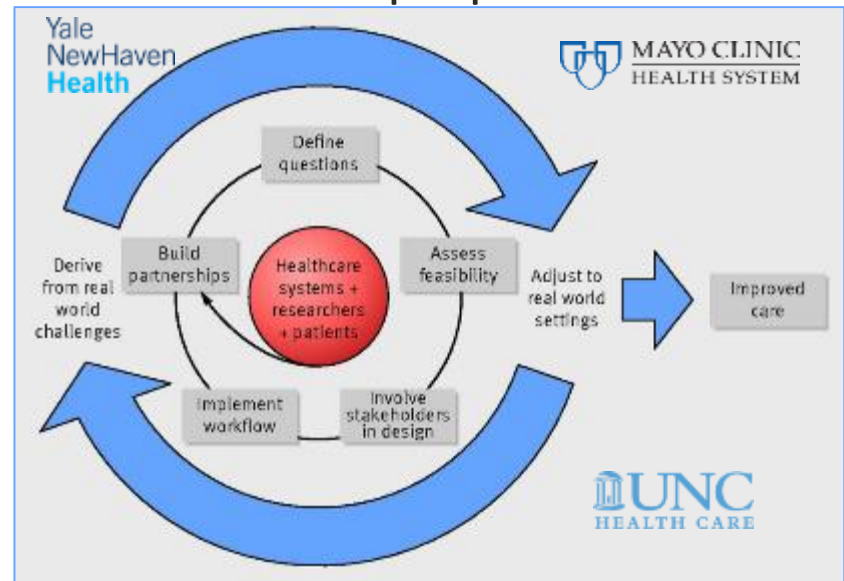 Yale
NewHaven
Health
MAYO CLINIC
HEALTH SYSTEM
Define
questions
Build
partnerships
Healthcare
systems +
researchers
+ patients
Assess
feasibility
Derive
from real
world
challenges
Adjust to
real world
settings
Improved
care
Implement
workflow
Involve
stakeholders
in design
UNC
HEALTH CARE